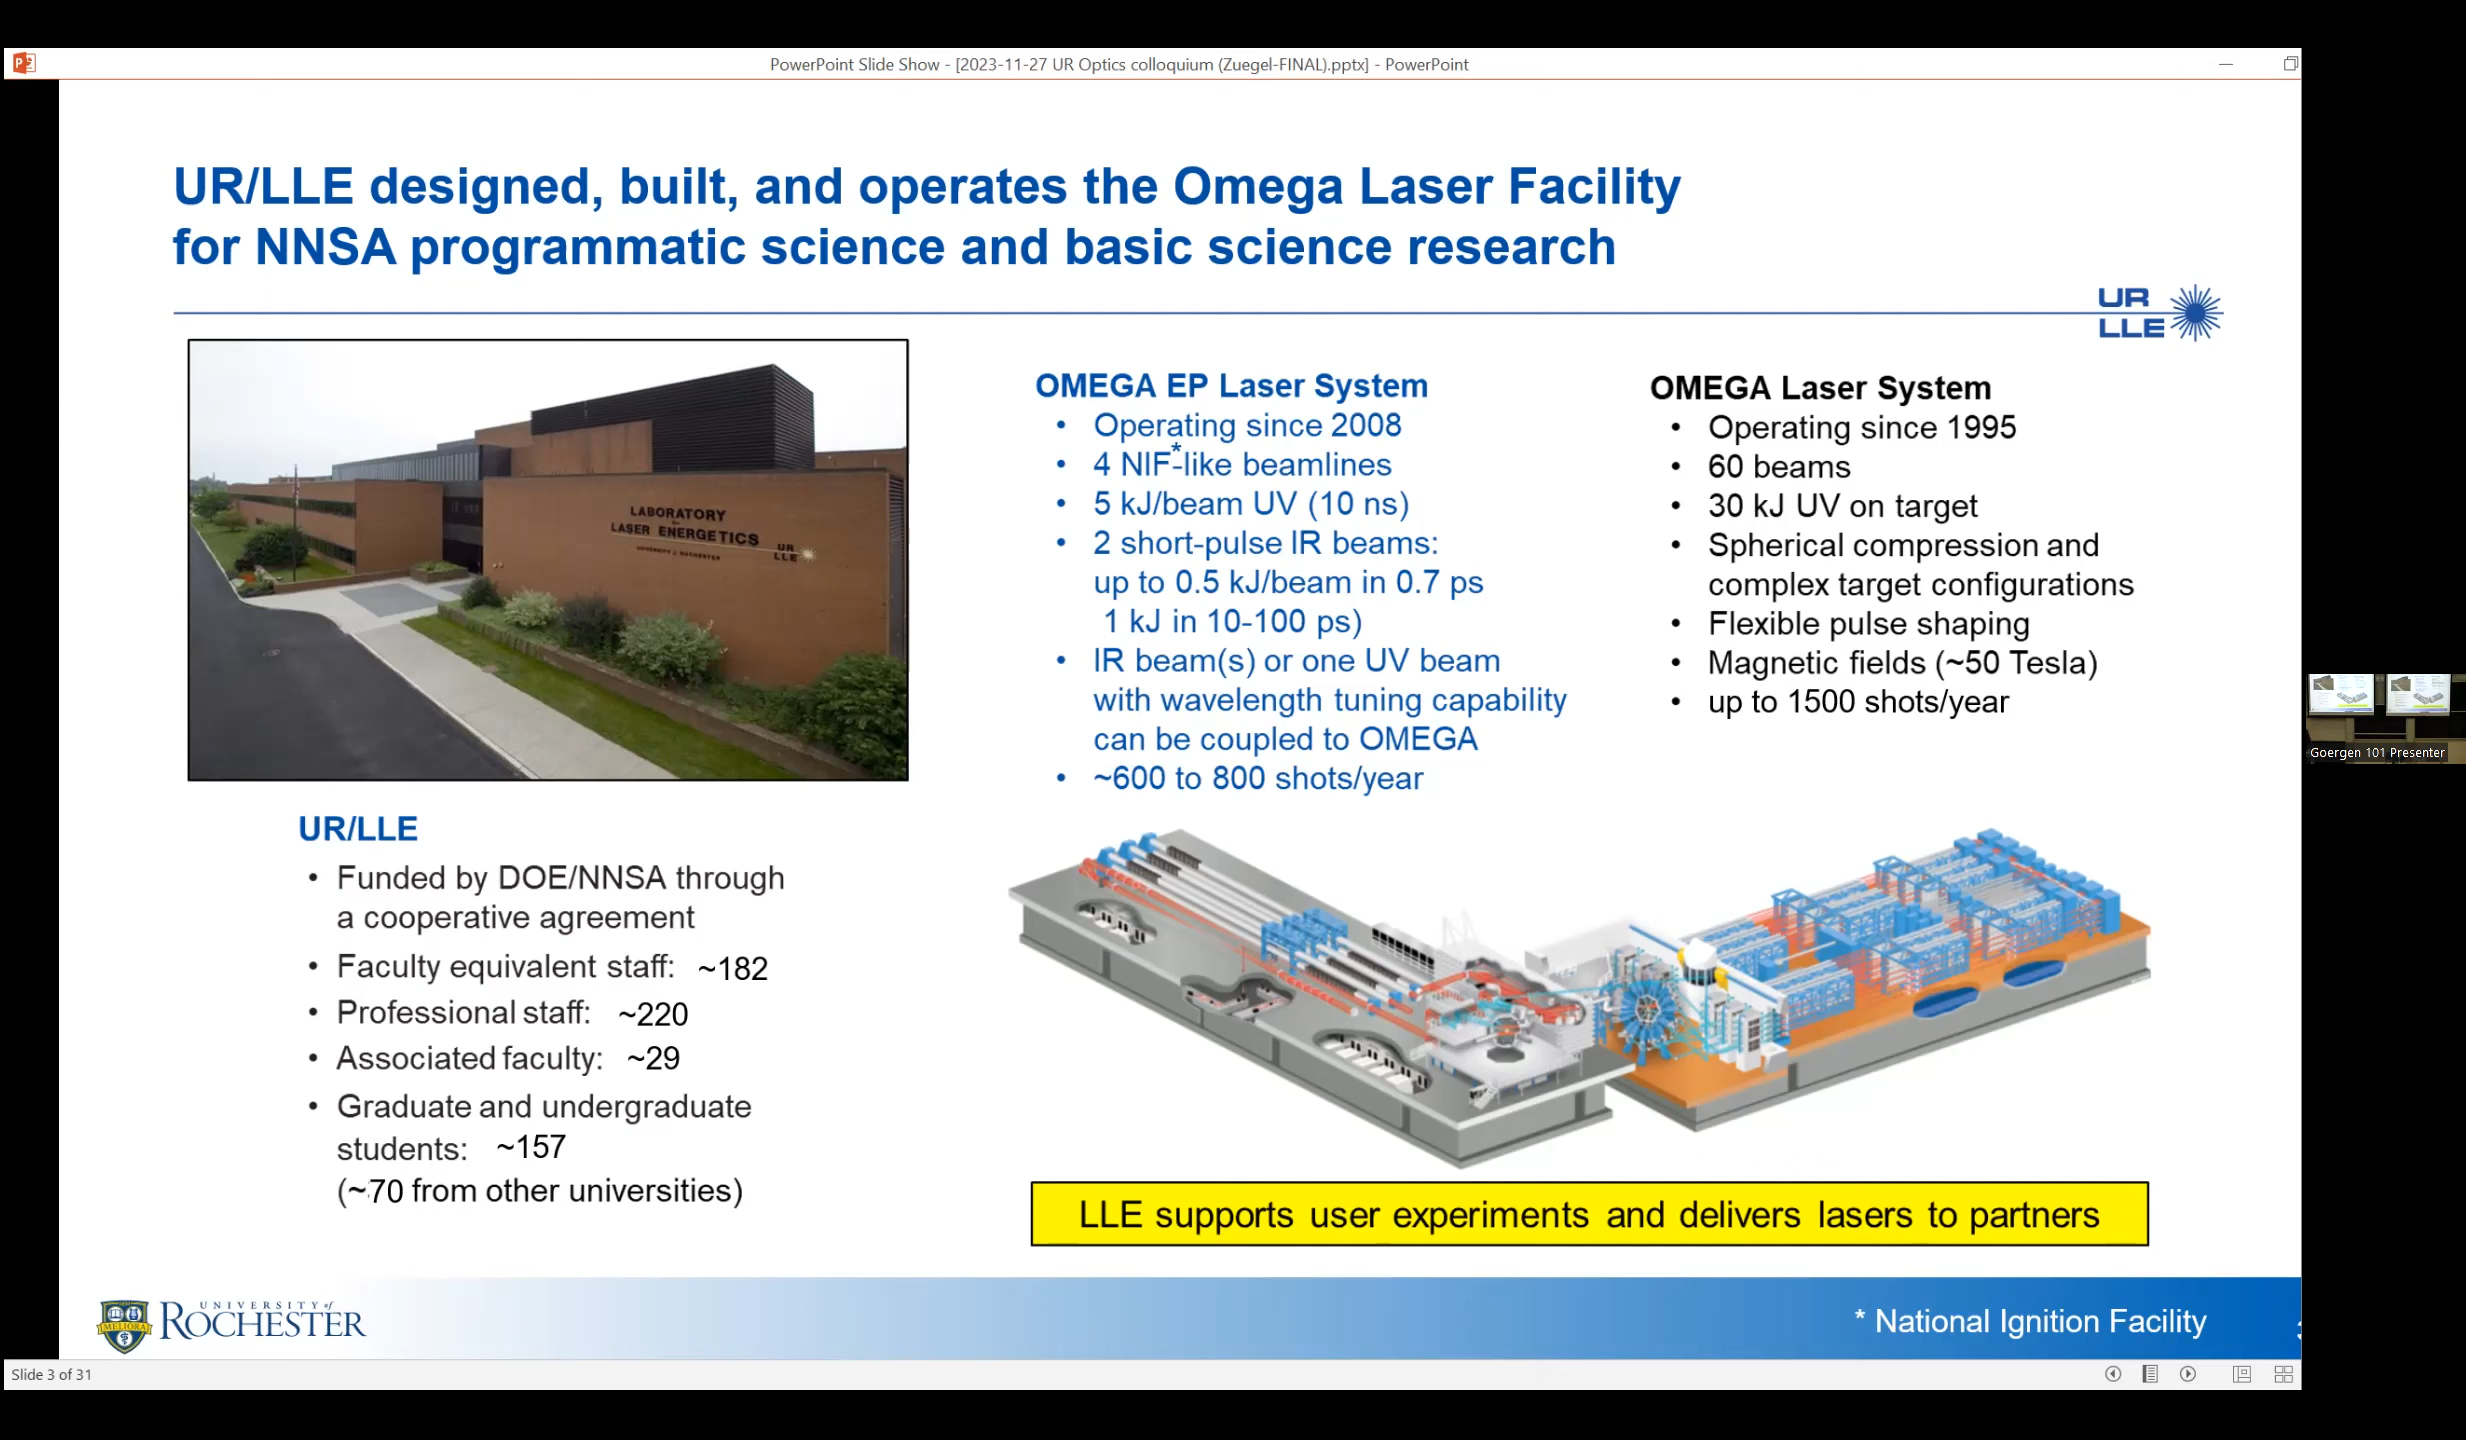 PowerPoint Slide Show - [2023-11-27 UR Optics colloquium (Zuegel-FINAL).pptx] - PowerPoint
UR/LLE designed, built, and operates the Omega Laser Facility
for NNSA programmatic science and basic science research
UR
LLE
LABORATORY
LASER ENERGETICS
UR
LLE
UR/LLE
• Funded by DOE/NNSA through
a cooperative agreement
• Faculty equivalent staff: ~182
• Professional staff: ~220
• Associated faculty: ~29
• Graduate and undergraduate
students: ~157
(~70 from other universities)
OMEGA EP Laser System
• Operating since 2008
• 4 NIF*-like beamlines
• 5 kJ/beam UV (10 ns)
• 2 short-pulse IR beams:
up to 0.5 kJ/beam in 0.7 ps
1 kJ in 10-100 ps)
• IR beam(s) or one UV beam
with wavelength tuning capability
can be coupled to OMEGA
• ~600 to 800 shots/year
OMEGA Laser System
• Operating since 1995
• 60 beams
• 30 kJ UV on target
• Spherical compression and
complex target configurations
• Flexible pulse shaping
• Magnetic fields (~50 Tesla)
• up to 1500 shots/year
LLE supports user experiments and delivers lasers to partners
MELIORA
UNIVERSITY of
ROCHESTER
* National Ignition Facility
Slide 3 of 31
Goergen 101 Presenter